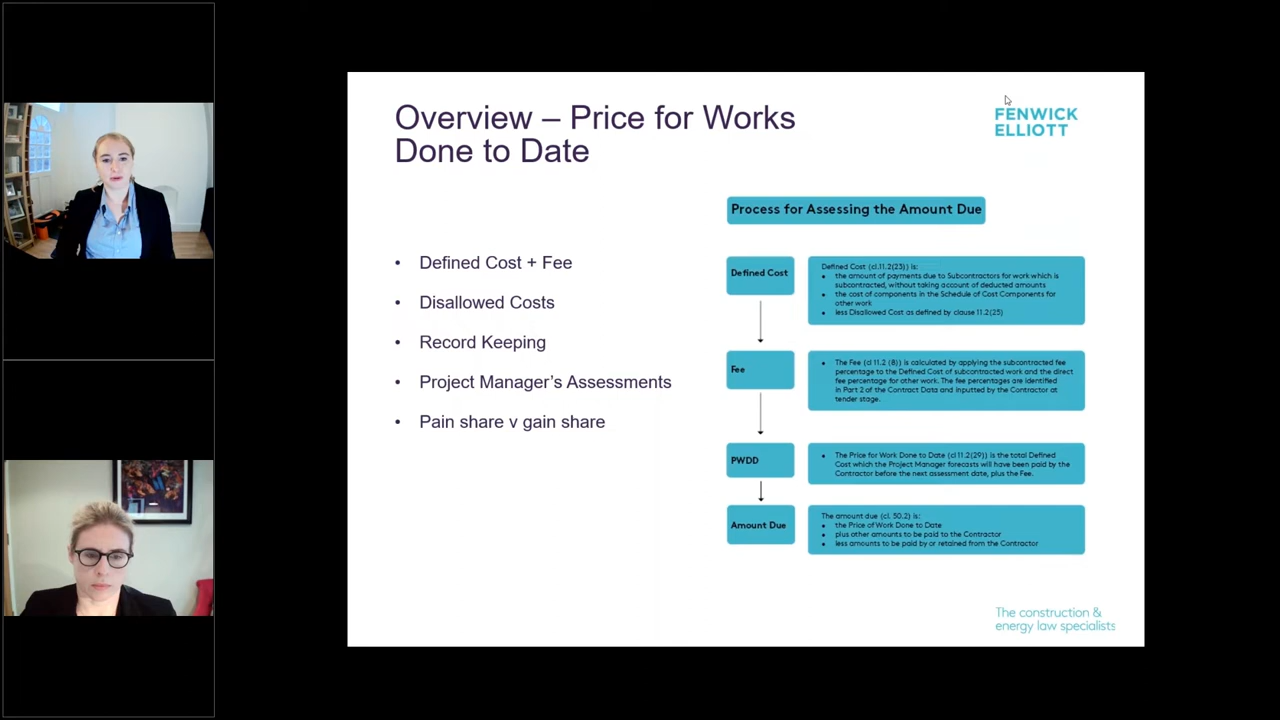 Overview – Price for Works
Done to Date
FENWICK
ELLIOTT
• Defined Cost + Fee
• Disallowed Costs
• Record Keeping
• Project Manager's Assessments
• Pain share v gain share
Process for Assessing the Amount Due
Defined Cost
Defined Cost (cl.11.2(23)) is:
• the amount of payments due to Subcontractors for work which is
subcontracted, without taking account of deducted amounts
• the cost of components in the Schedule of Cost Components for
other work
• less Disallowed Cost as defined by clause 11.2(25)
Fee
• The Fee (cl 11.2 (8)) is calculated by applying the subcontracted fee
percentage to the Defined Cost of subcontracted work and the direct
fee percentage for other work. The fee percentages are identified
in Part 2 of the Contract Data and inputted by the Contractor at
tender stage.
PWDD
• The Price for Work Done to Date (cl 11.2(29)) is the total Defined
Cost which the Project Manager forecasts will have been paid by the
Contractor before the next assessment date, plus the Fee.
Amount Due
The amount due (cl. 50.2) is:
• the Price of Work Done to Date
• plus other amounts to be paid to the Contractor
• less amounts to be paid by or retained from the Contractor
The construction &
energy law specialists